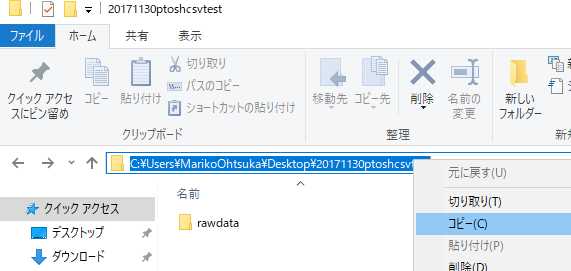 20171130ptoshcsvtest
ファイル ホーム 共有 表示
クイック アクセスにピン留め
コピー
貼り付け
切り取り
パスのコピー
ショートカットの貼り付け
クリップボード
移動先
コピー先
削除
名前の変更
整理
新しいフォルダー
新規
C:¥Users¥MarikoOhtsuka¥Desktop¥20171130ptoshcsvt
元に戻す(U)
切り取り(T)
コピー(C)
貼り付け(P)
削除(D)
クイック アクセス
デスクトップ
ダウンロード
名前
rawdata